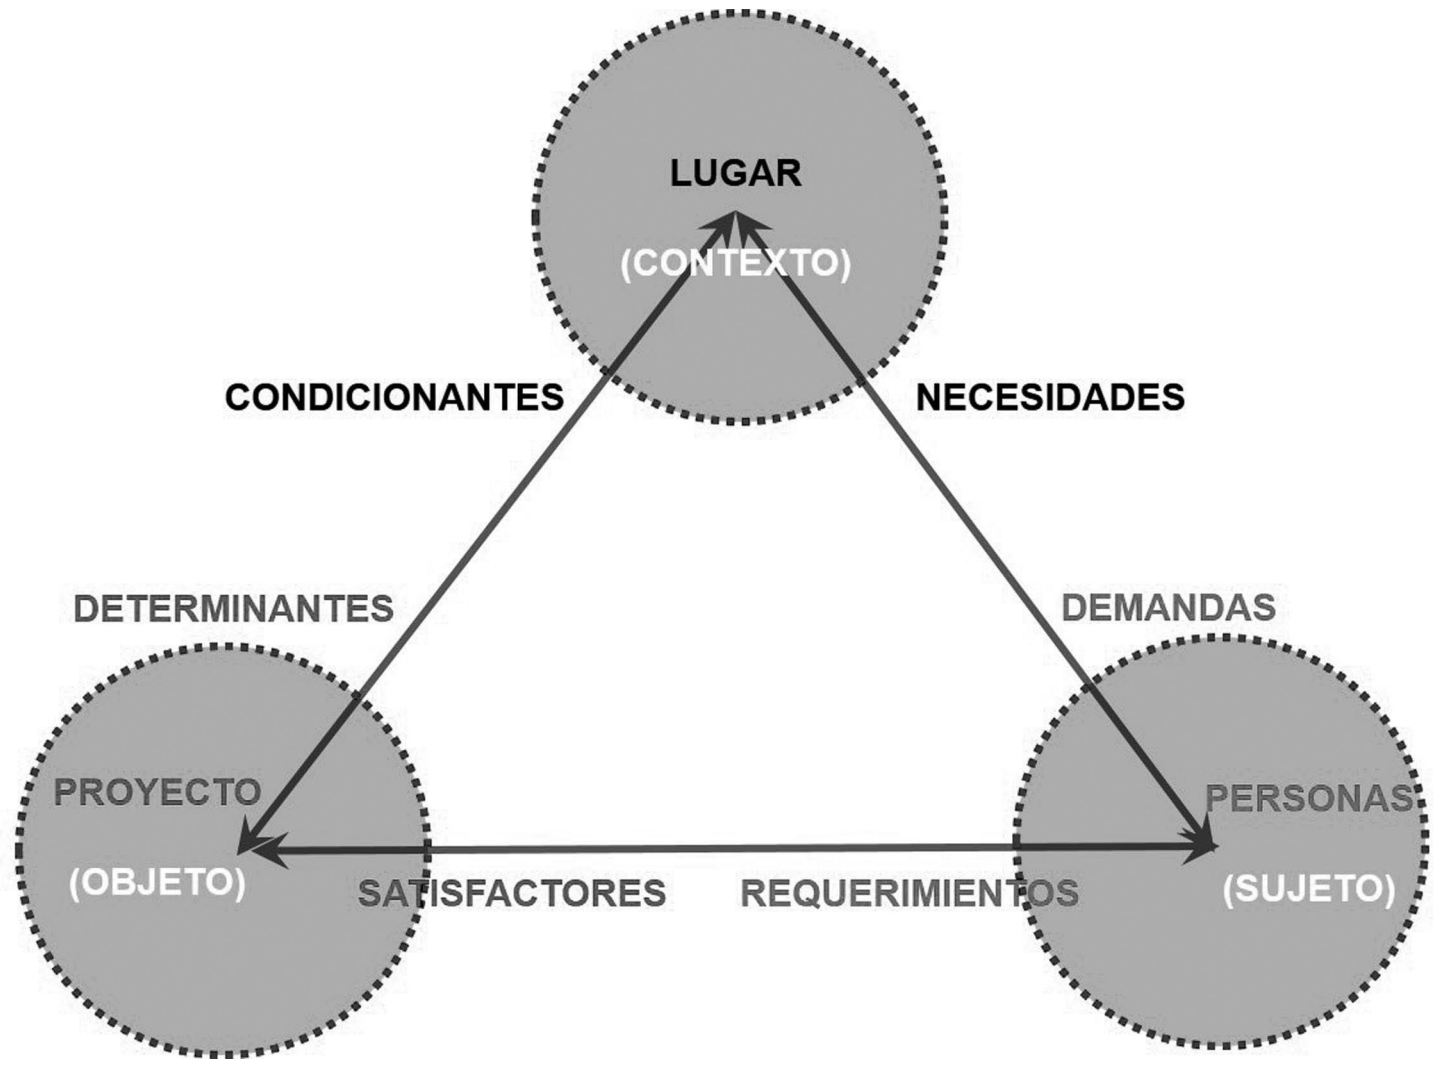 LUGAR
(CONTEXTO)
CONDICIONANTES
NECESIDADES
DETERMINANTES
DEMANDAS
PROYECTO
PERSONAS
(OBJETO)
(SUJETO)
SATISFACTORES
REQUERIMIENTOS